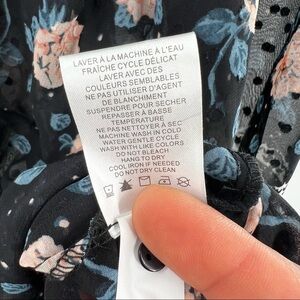 LAVER À LA MACHINE À L'EAU
FRAÎCHE CYCLE DÉLICAT
LAVER AVEC DES
COULEURS SEMBLABLES
NE PAS UTILISER D'AGENT
DE BLANCHIMENT
SUSPENDRE POUR SECHER
REPASSER À BASSE
TEMPERATURE
NE PAS NETTOYER À SEC
MACHINE WASH IN COLD
WATER GENTLE CYCLE
WASH WITH LIKE COLORS
DO NOT BLEACH
HANG TO DRY
COOL IRON IF NEEDED
DO NOT DRY CLEAN